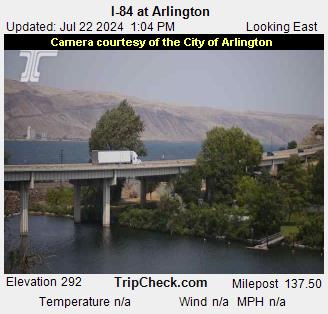 I-84 at Arlington
Updated: Jul 22 2024 1:04 PM Looking East
Camera courtesy of the City of Arlington
Elevation 292 TripCheck.com Milepost 137.50
Temperature n/a Wind n/a MPH n/a